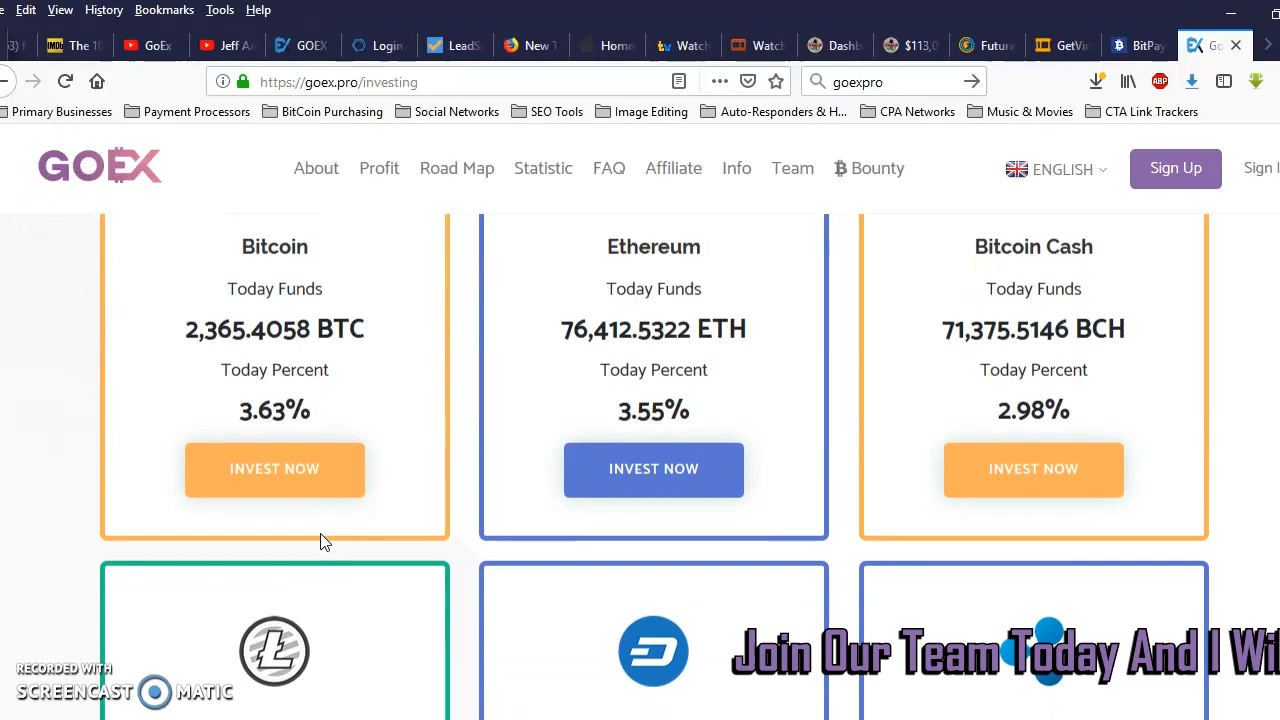 Edit View History Bookmarks Tools Help
GoEx
Jeff A
GOEX
Login
LeadS
New T
Home
Watch
Watch
Dashb
$113,0
Future
GetVi
BitPay
Go
https://goex.pro/investing
goexpro
Primary Businesses Payment Processors BitCoin Purchasing Social Networks SEO Tools Image Editing Auto-Responders & H... CPA Networks Music & Movies CTA Link Trackers
GOEX About Profit Road Map Statistic FAQ Affiliate Info Team Bounty ENGLISH Sign Up Sign I
Bitcoin
Today Funds
2,365.4058 BTC
Today Percent
3.63%
INVEST NOW
Ethereum
Today Funds
76,412.5322 ETH
Today Percent
3.55%
INVEST NOW
Bitcoin Cash
Today Funds
71,375.5146 BCH
Today Percent
2.98%
INVEST NOW
Join Our Team Today And I Wil
RECORDED WITH
SCREENCAST MATIC